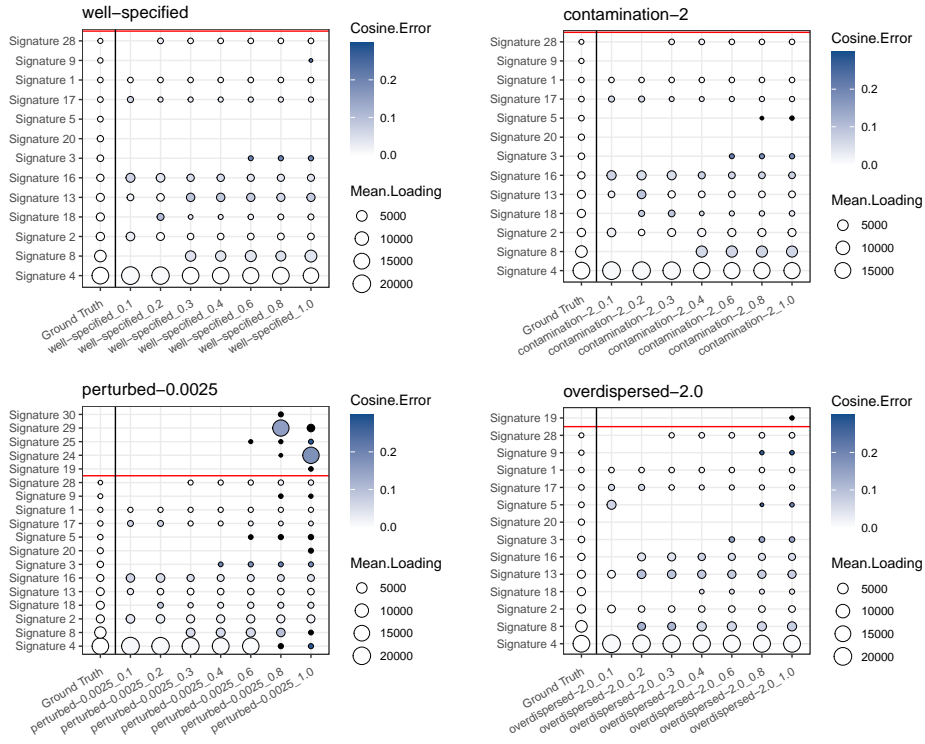 well−specified
Signature 28
Signature 9
Signature 1
Signature 17
Signature 5
Signature 20
Signature 3
Signature 16
Signature 13
Signature 18
Signature 2
Signature 8
Signature 4
Ground Truth
well−specified_0.1
well−specified_0.2
well−specified_0.3
well−specified_0.4
well−specified_0.6
well−specified_0.8
well−specified_1.0
Cosine.Error
0.2
0.1
0.0
Mean.Loading
5000
10000
15000
20000
contamination−2
Signature 28
Signature 9
Signature 1
Signature 17
Signature 5
Signature 20
Signature 3
Signature 16
Signature 13
Signature 18
Signature 2
Signature 8
Signature 4
Ground Truth
contamination−2_0.1
contamination−2_0.2
contamination−2_0.3
contamination−2_0.4
contamination−2_0.6
contamination−2_0.8
contamination−2_1.0
Cosine.Error
0.2
0.1
0.0
Mean.Loading
5000
10000
15000
perturbed−0.0025
Signature 30
Signature 29
Signature 25
Signature 24
Signature 19
Signature 28
Signature 9
Signature 1
Signature 17
Signature 5
Signature 20
Signature 3
Signature 16
Signature 13
Signature 18
Signature 2
Signature 8
Signature 4
Ground Truth
perturbed−0.0025_0.1
perturbed−0.0025_0.2
perturbed−0.0025_0.3
perturbed−0.0025_0.4
perturbed−0.0025_0.6
perturbed−0.0025_0.8
perturbed−0.0025_1.0
Cosine.Error
0.2
0.1
0.0
Mean.Loading
5000
10000
15000
20000
overdispersed−2.0
Signature 19
Signature 28
Signature 9
Signature 1
Signature 17
Signature 5
Signature 20
Signature 3
Signature 16
Signature 13
Signature 18
Signature 2
Signature 8
Signature 4
Ground Truth
overdispersed−2.0_0.1
overdispersed−2.0_0.2
overdispersed−2.0_0.3
overdispersed−2.0_0.4
overdispersed−2.0_0.6
overdispersed−2.0_0.8
overdispersed−2.0_1.0
Cosine.Error
0.2
0.1
0.0
Mean.Loading
5000
10000
15000
20000